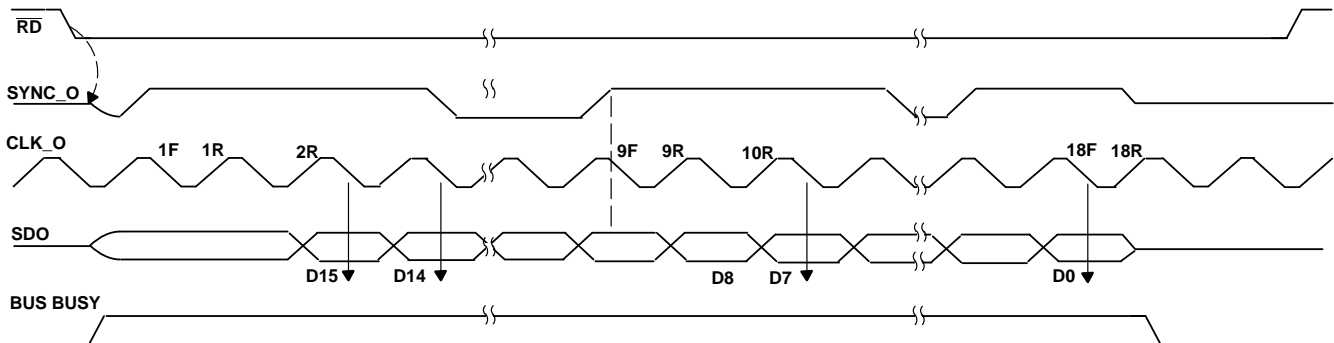 RD
SYNC_O
CLK_O
1F 1R 2R 9F 9R 10R 18F 18R
SDO
D15 D14 D8 D7 D0
BUS BUSY